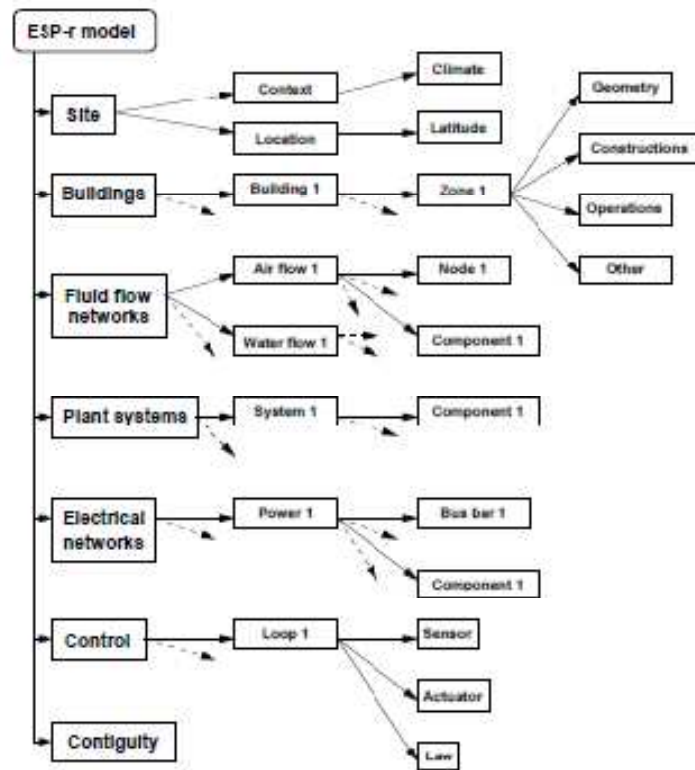 ESP-r model
Site
Context
Climate
Location
Latitude
Geometry
Constructions
Buildings
Building 1
Zone 1
Operations
Other
Fluid flow
networks
Air flow 1
Node 1
Water flow 1
Component 1
Plant systems
System 1
Component 1
Electrical
networks
Power 1
Bus bar 1
Component 1
Control
Loop 1
Sensor
Actuator
Law
Contiguity